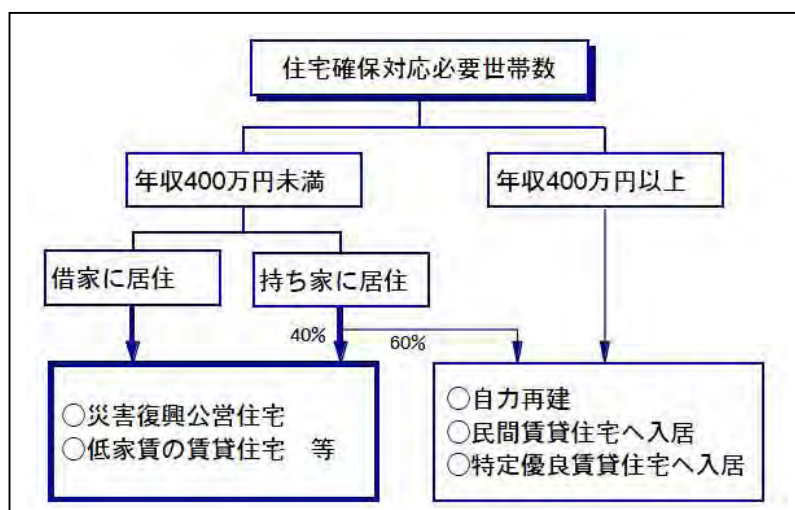 住宅確保対応必要世帯数
年収400万円未満
年収400万円以上
借家に居住
持ち家に居住
40%
60%
○災害復興公営住宅
○低家賃の賃貸住宅　等
○自力再建
○民間賃貸住宅へ入居
○特定優良賃貸住宅へ入居